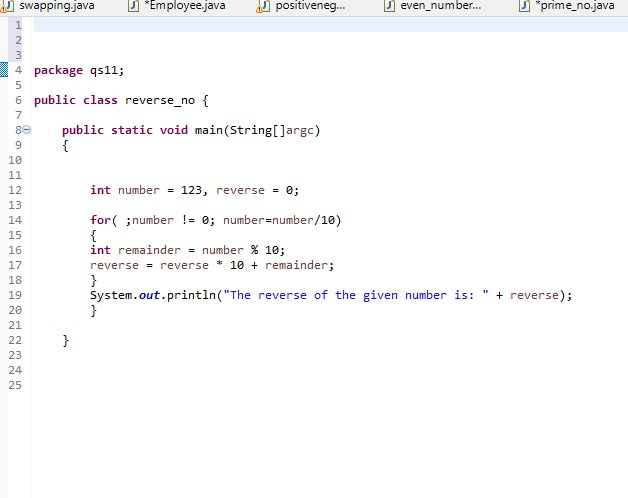 swapping.java *Employee.java positiveneg... even_number... *prime_no.java
1
2
3
4 package qs11;
5
6 public class reverse_no {
7
8 public static void main(String[]argc)
9 {
10
11
12 int number = 123, reverse = 0;
13
14 for( ;number != 0; number=number/10)
15 {
16 int remainder = number % 10;
17 reverse = reverse * 10 + remainder;
18 }
19 System.out.println("The reverse of the given number is: " + reverse);
20 }
21
22 }
23
24
25